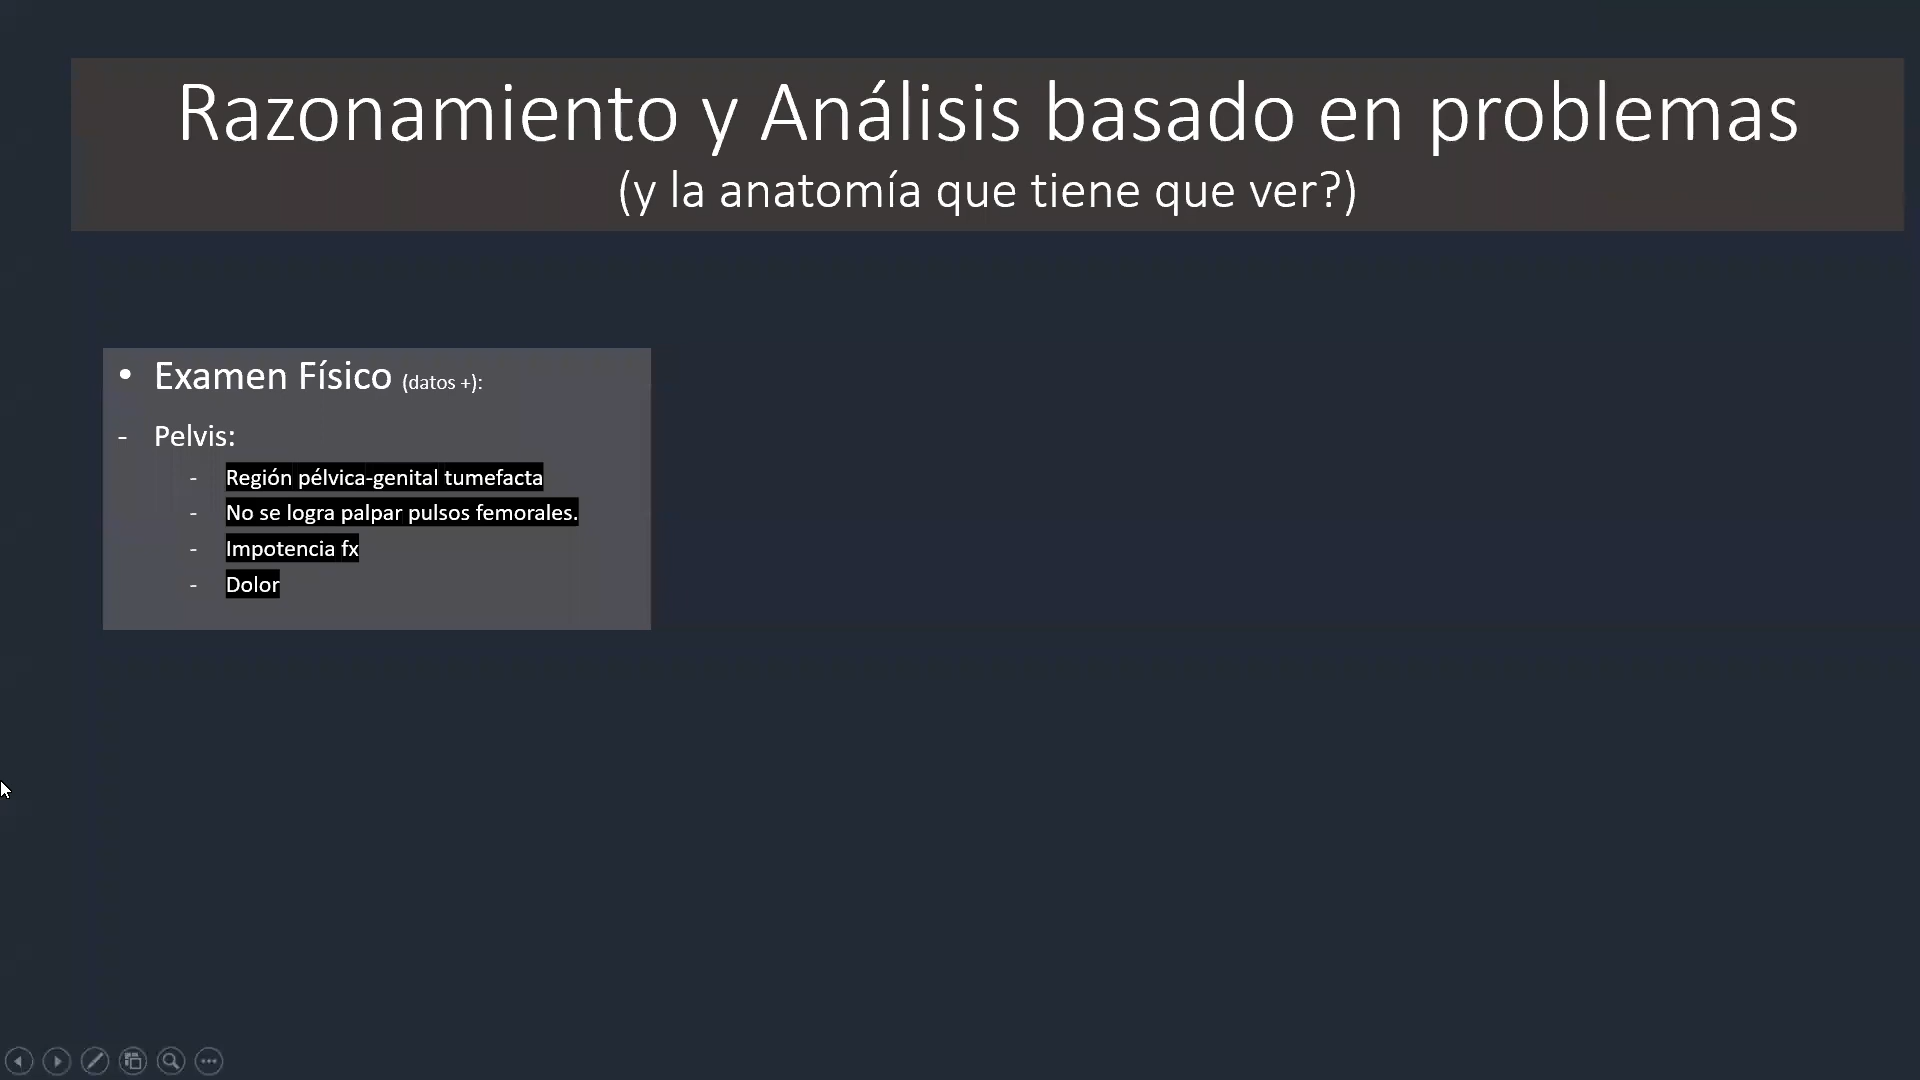 Razonamiento y Análisis basado en problemas
(y la anatomía que tiene que ver?)
• Examen Físico (datos +):
- Pelvis:
- Región pélvica-genital tumefacta
- No se logra palpar pulsos femorales.
- Impotencia fx
- Dolor